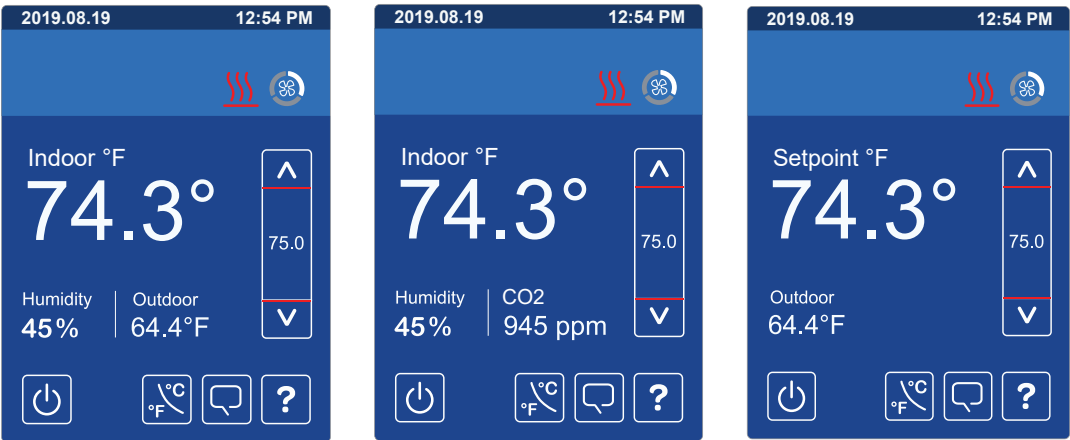 2019.08.19 12:54 PM
Indoor °F
74.3°
75.0
Humidity Outdoor
45% 64.4°F
°C
°F
?
2019.08.19 12:54 PM
Indoor °F
74.3°
75.0
Humidity CO2
45% 945 ppm
°C
°F
?
2019.08.19 12:54 PM
Setpoint °F
74.3°
75.0
Outdoor
64.4°F
°C
°F
?